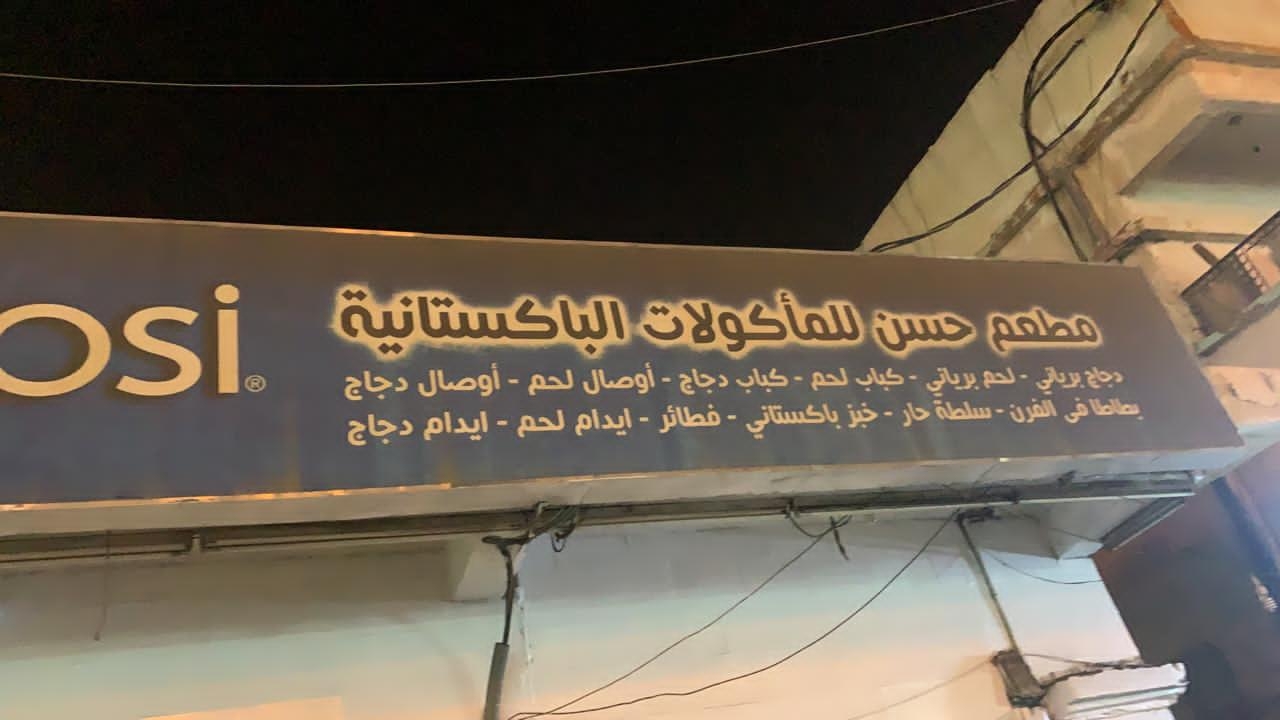 مطعم حسن للمأكولات الباكستانية
دجاج برياني - لحم برياني - كباب لحم - كباب دجاج - أوصال لحم - أوصال دجاج
بطاطا في الفرن - سلطة حار - خبز باكستاني - فطائر - ايدام لحم - ايدام دجاج
osi®